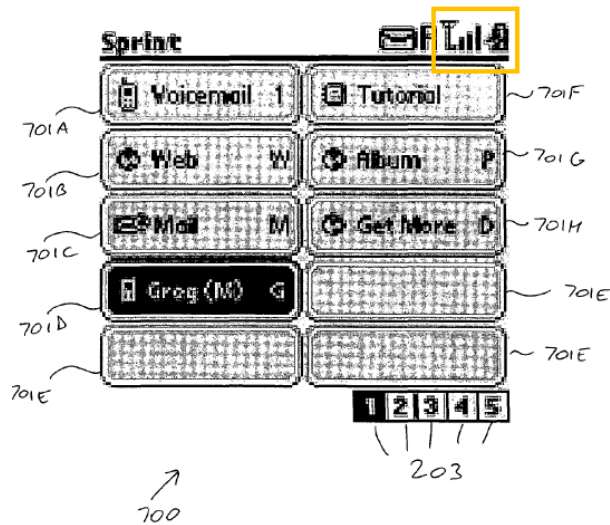 Sprint
Voicemail 1 Tutorial 701F
701A
Web W Album P 701G
701B
Mail M Get More D 701H
701C
Greg (M) G 701E
701D
701E
701E
1 2 3 4 5
203
700